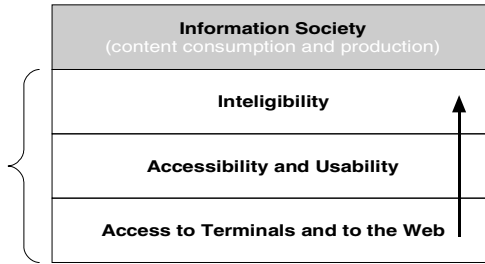 Information Society
(content consumption and production)
Inteligibility
Accessibility and Usability
Access to Terminals and to the Web